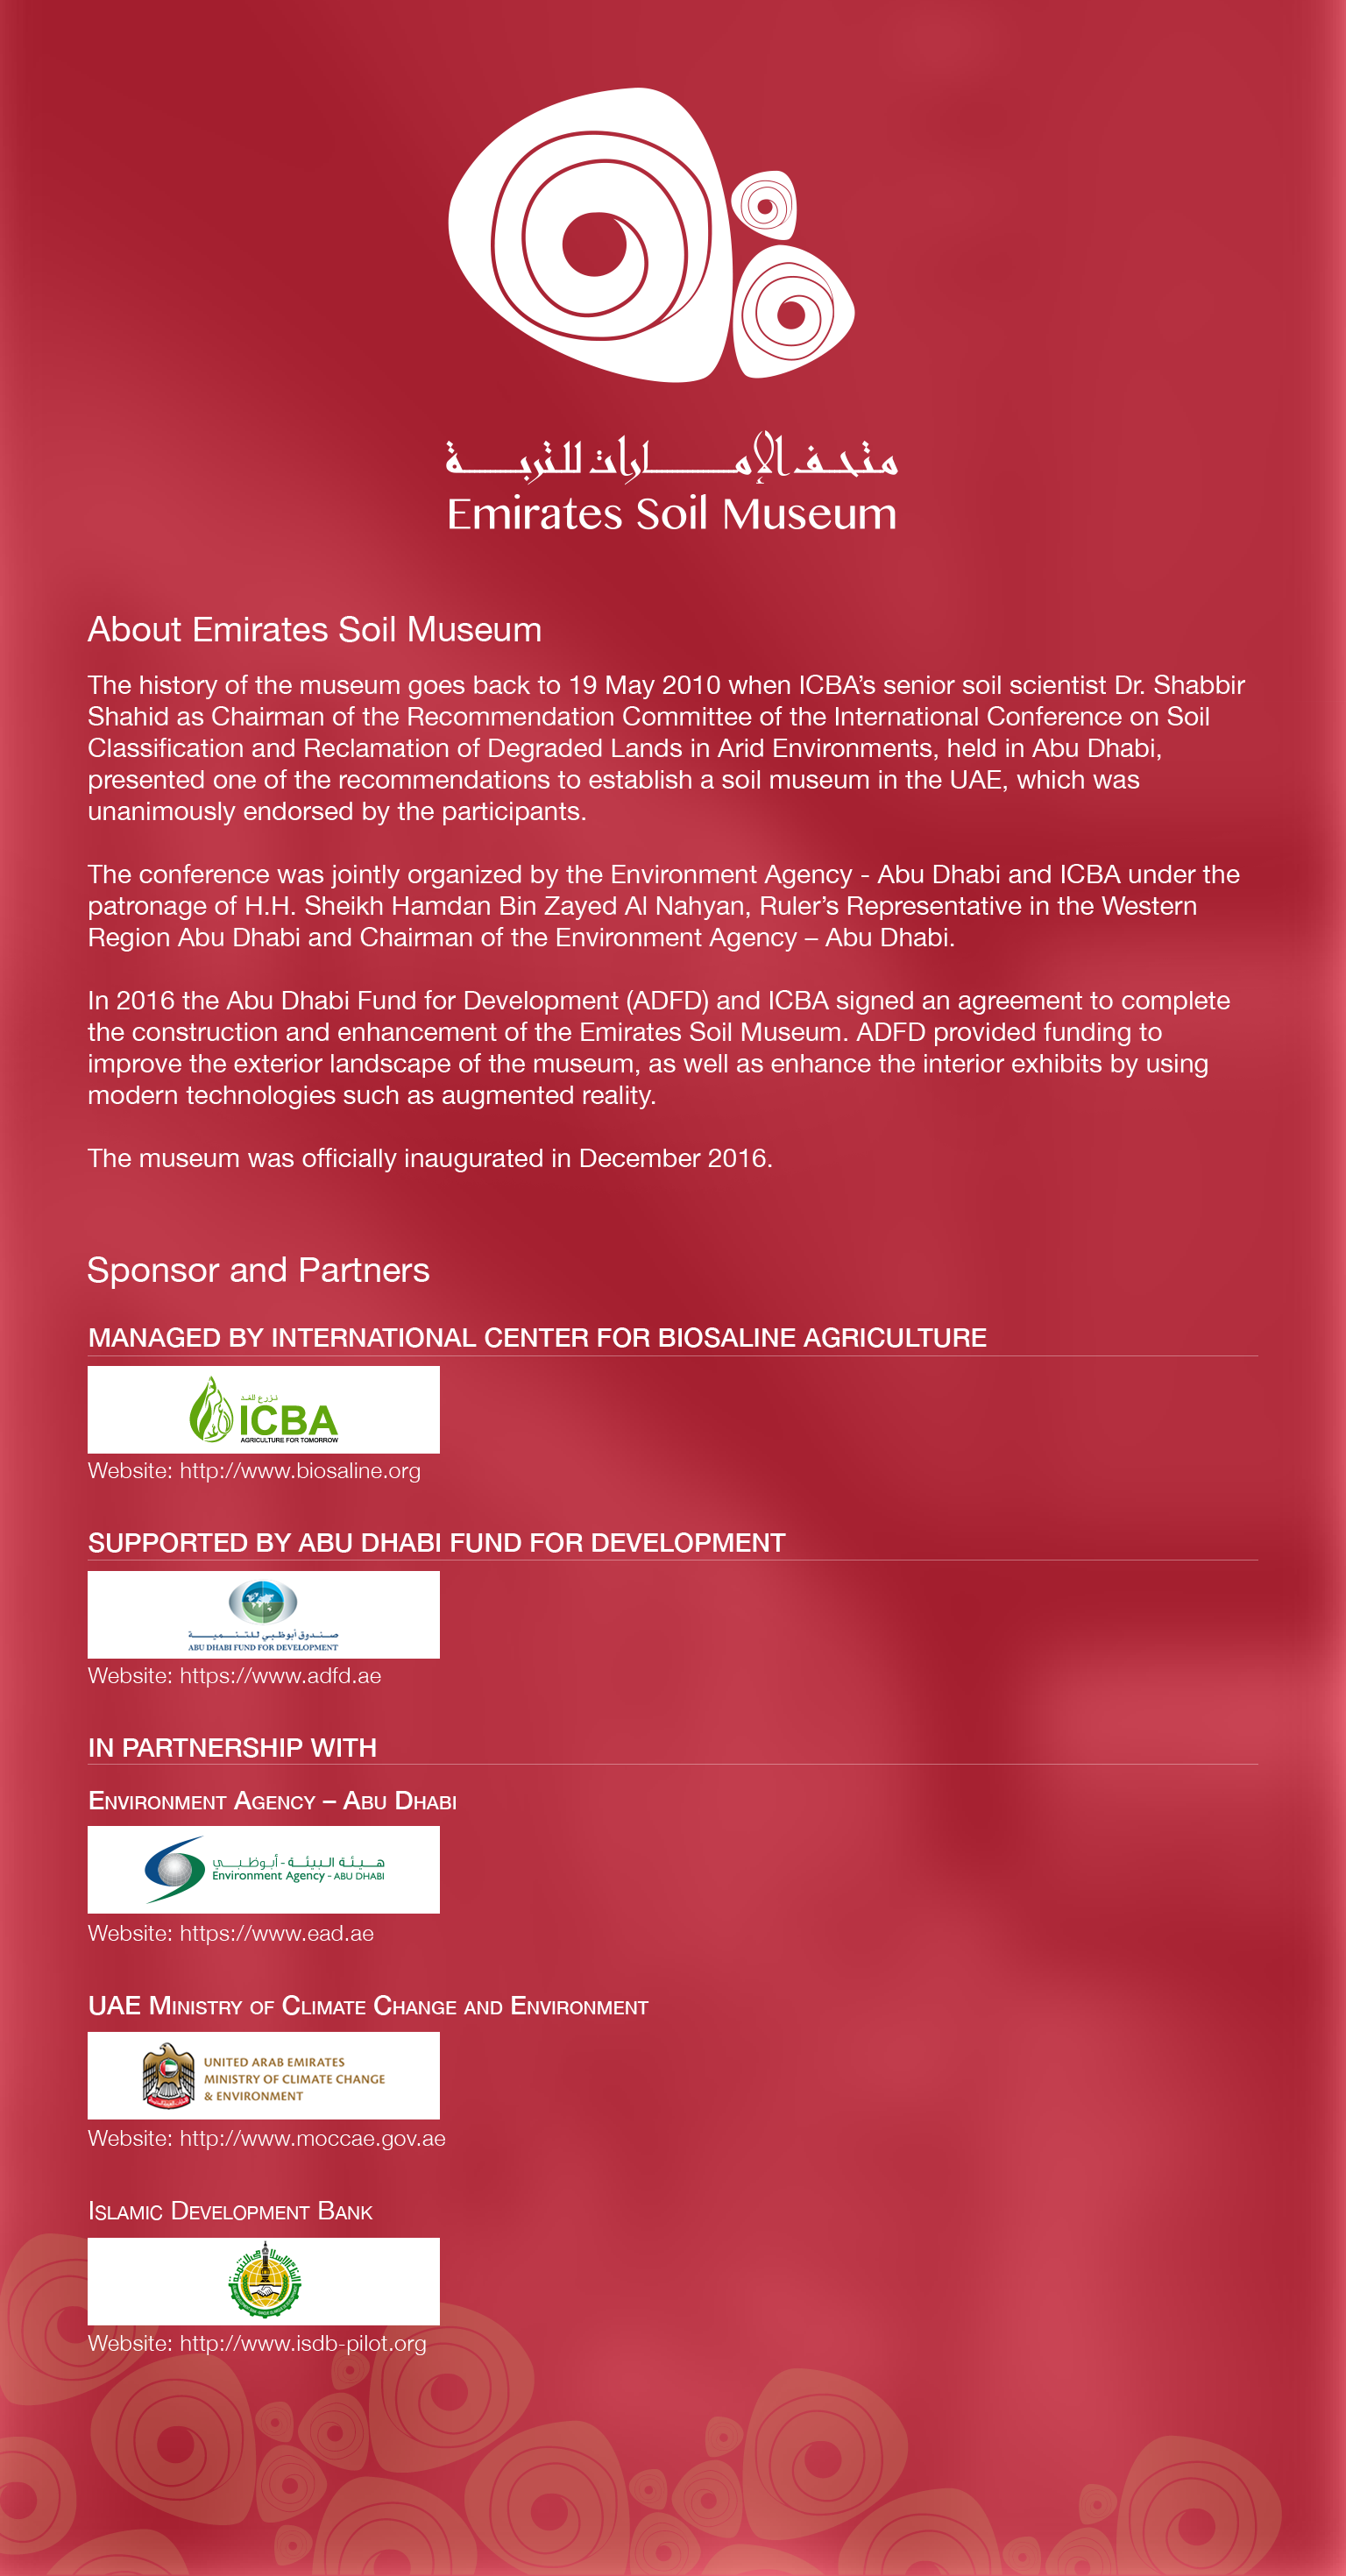 متحف الإمارات للتربة
Emirates Soil Museum
About Emirates Soil Museum
The history of the museum goes back to 19 May 2010 when ICBA’s senior soil scientist Dr. Shabbir
Shahid as Chairman of the Recommendation Committee of the International Conference on Soil
Classification and Reclamation of Degraded Lands in Arid Environments, held in Abu Dhabi,
presented one of the recommendations to establish a soil museum in the UAE, which was
unanimously endorsed by the participants.
The conference was jointly organized by the Environment Agency - Abu Dhabi and ICBA under the
patronage of H.H. Sheikh Hamdan Bin Zayed Al Nahyan, Ruler’s Representative in the Western
Region Abu Dhabi and Chairman of the Environment Agency – Abu Dhabi.
In 2016 the Abu Dhabi Fund for Development (ADFD) and ICBA signed an agreement to complete
the construction and enhancement of the Emirates Soil Museum. ADFD provided funding to
improve the exterior landscape of the museum, as well as enhance the interior exhibits by using
modern technologies such as augmented reality.
The museum was officially inaugurated in December 2016.
Sponsor and Partners
MANAGED BY INTERNATIONAL CENTER FOR BIOSALINE AGRICULTURE
نزرع للغد
ICBA
AGRICULTURE FOR TOMORROW
Website: http://www.biosaline.org
SUPPORTED BY ABU DHABI FUND FOR DEVELOPMENT
صندوق أبوظبي للتنمية
ABU DHABI FUND FOR DEVELOPMENT
Website: https://www.adfd.ae
IN PARTNERSHIP WITH
ENVIRONMENT AGENCY – ABU DHABI
هيئة البيئة - أبوظبي
Environment Agency - ABU DHABI
Website: https://www.ead.ae
UAE MINISTRY OF CLIMATE CHANGE AND ENVIRONMENT
UNITED ARAB EMIRATES
MINISTRY OF CLIMATE CHANGE
& ENVIRONMENT
Website: http://www.moccae.gov.ae
ISLAMIC DEVELOPMENT BANK
Website: http://www.isdb-pilot.org